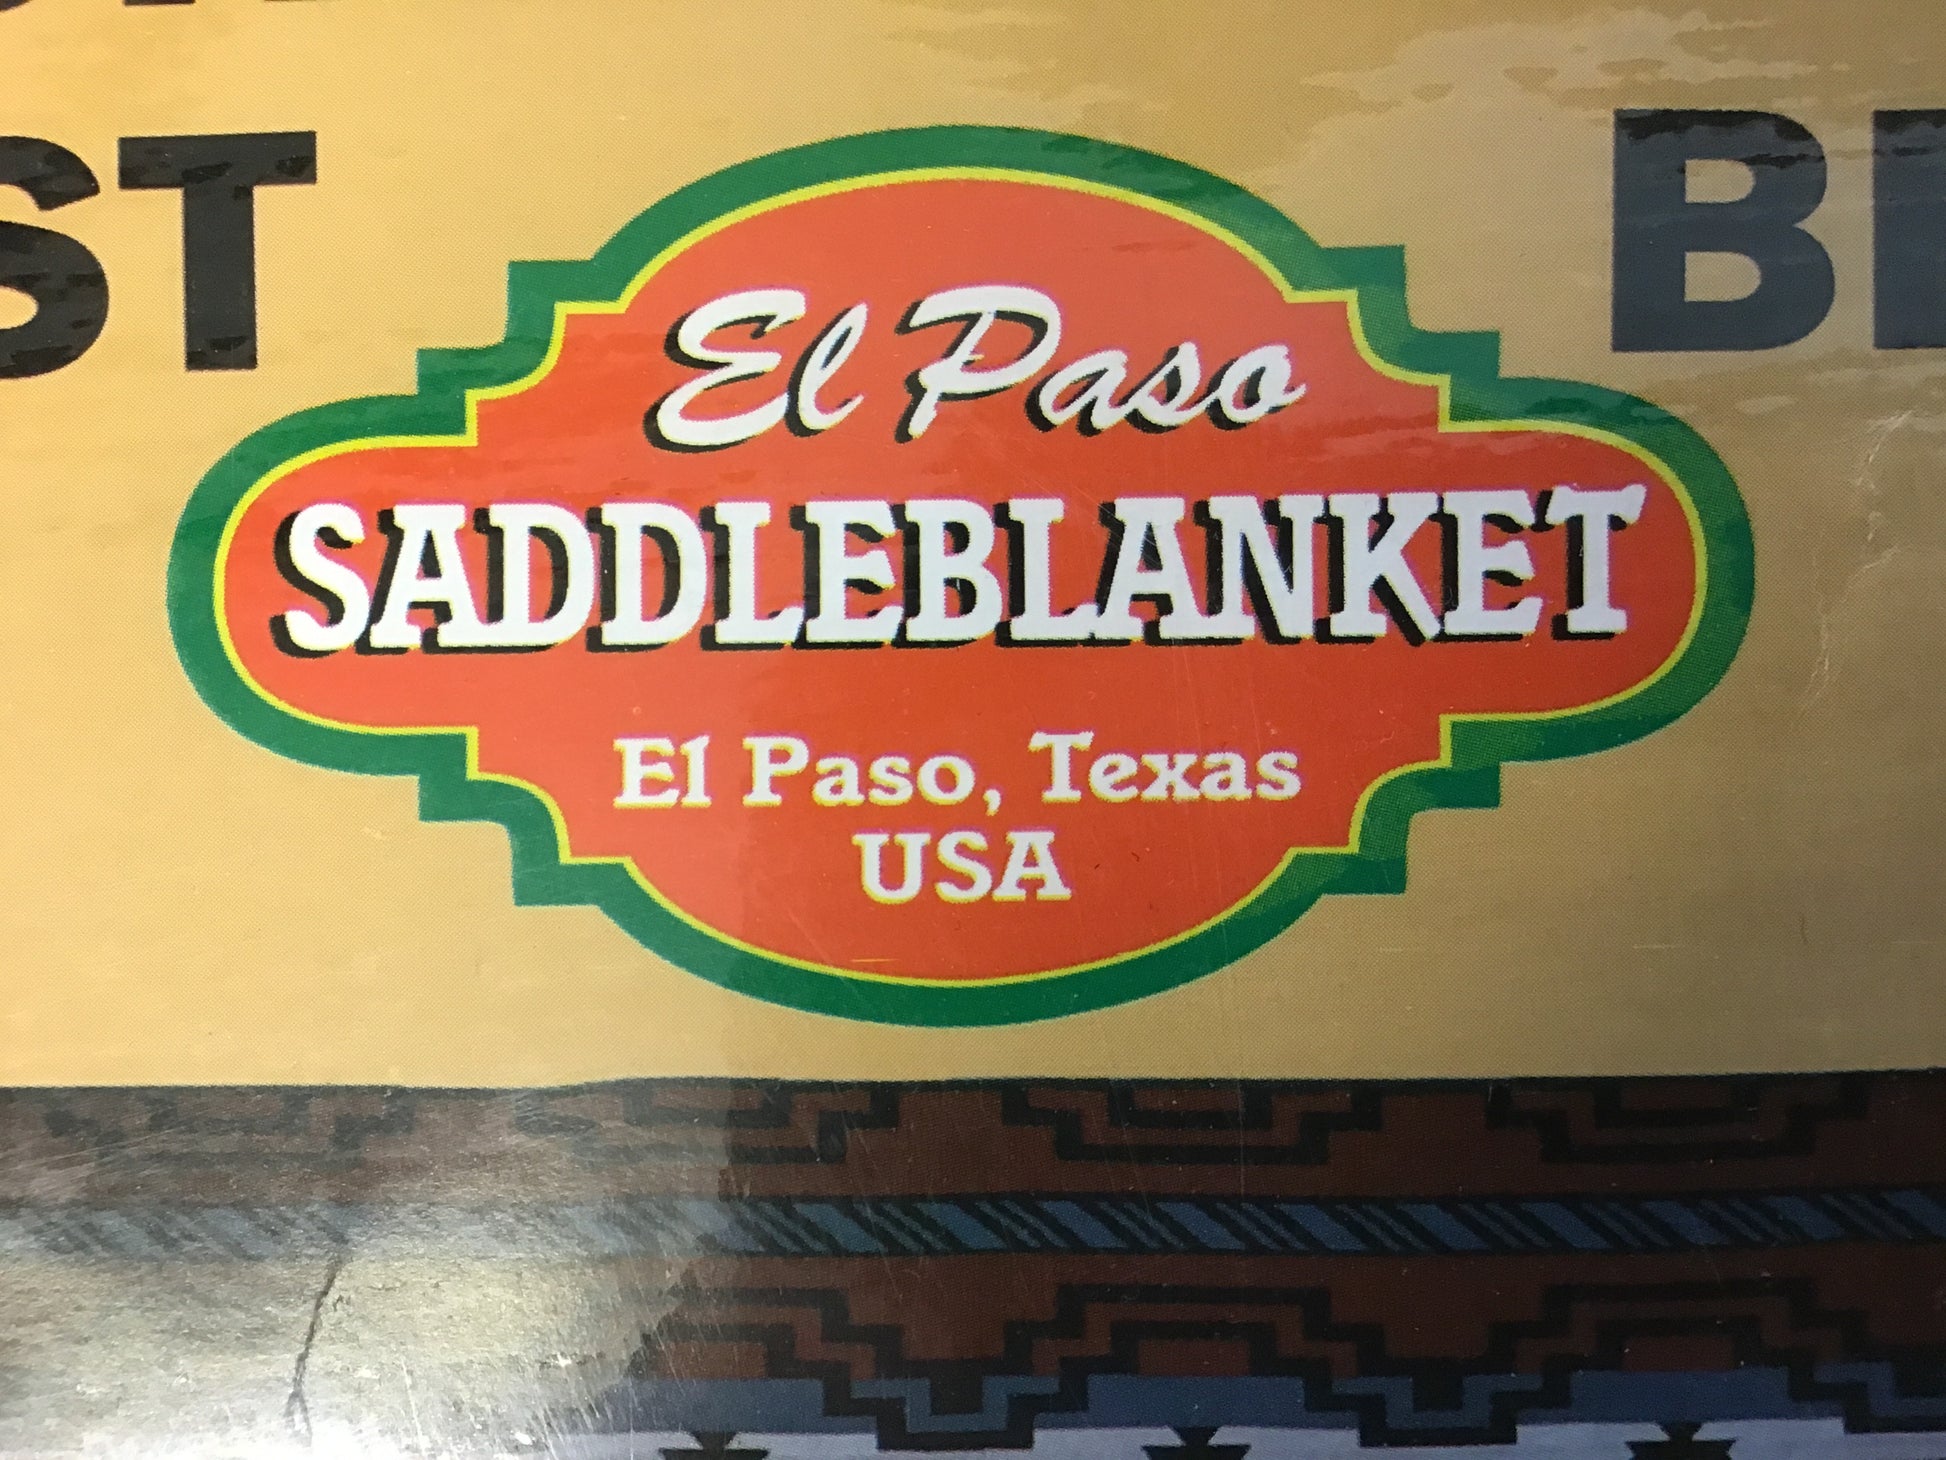 El Paso
SADDLEBLANKET
El Paso, Texas
USA